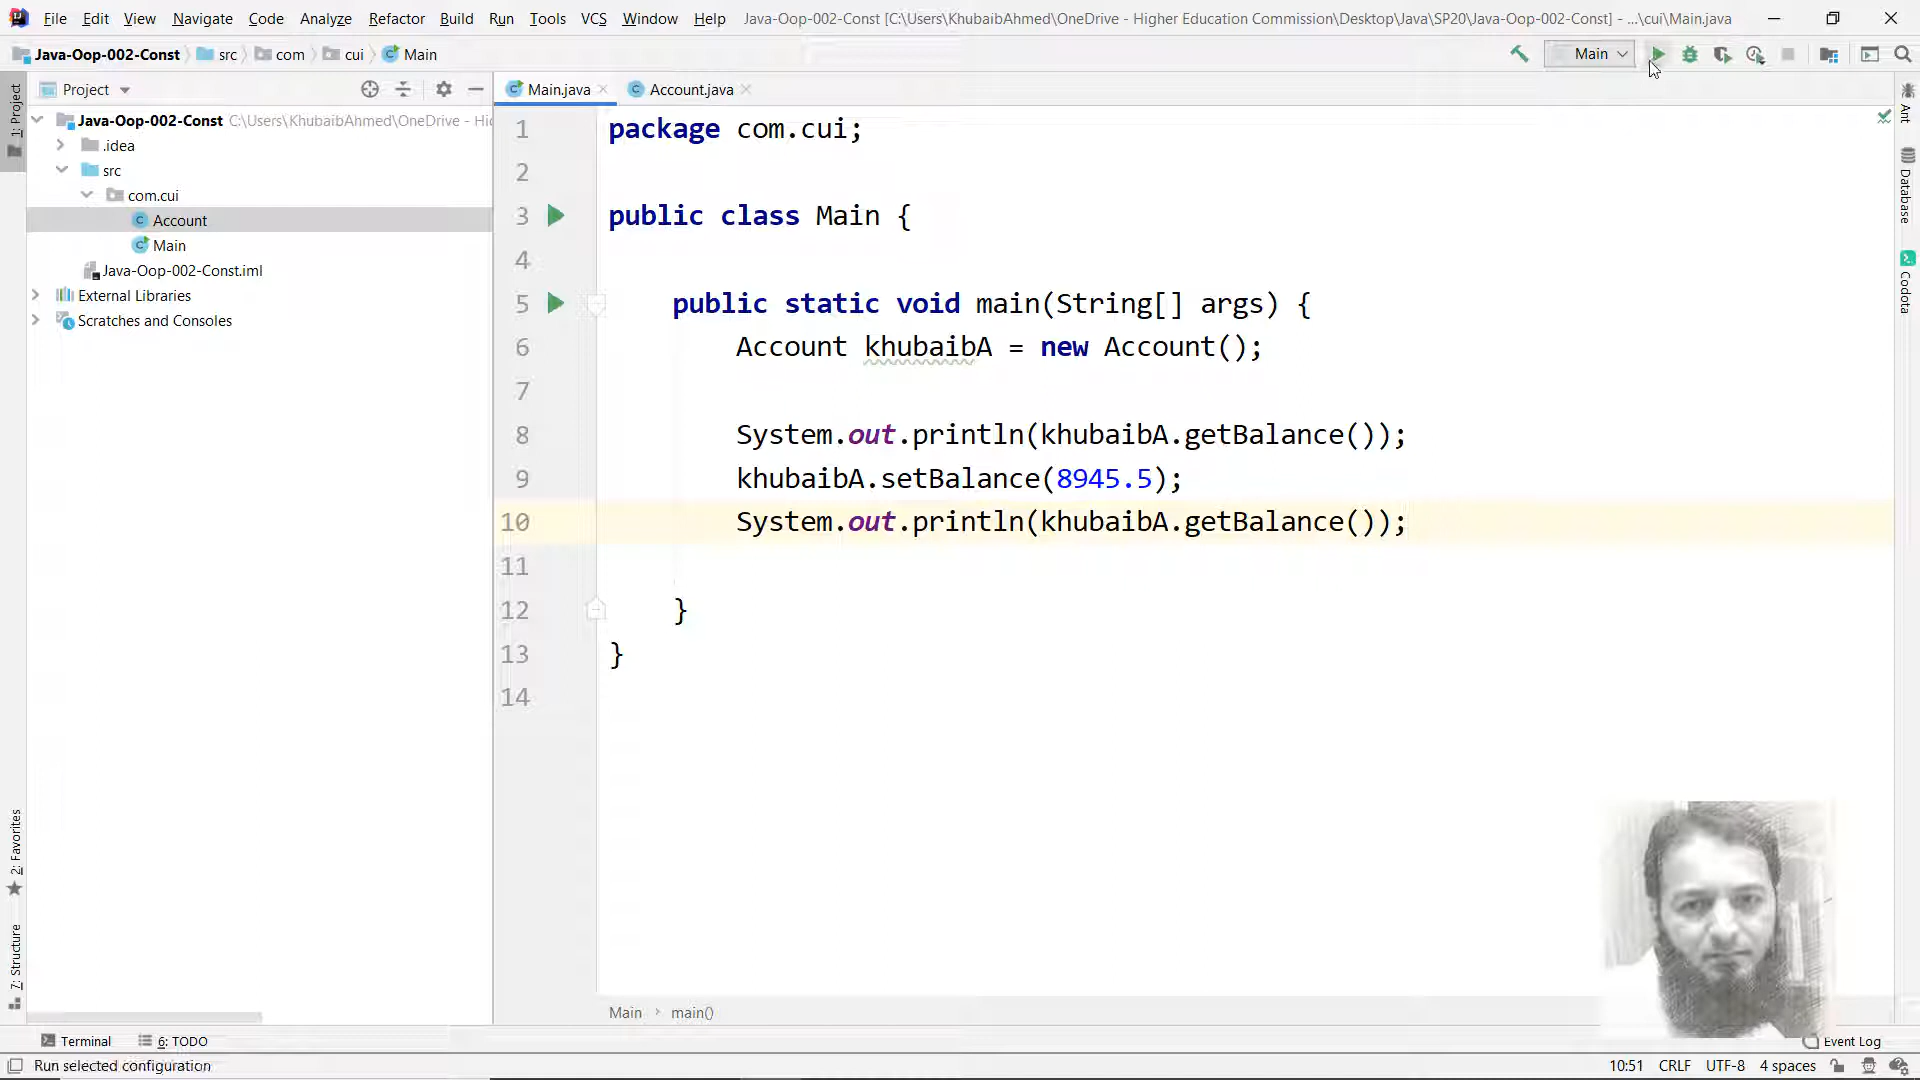 File Edit View Navigate Code Analyze Refactor Build Run Tools VCS Window Help Java-Oop-002-Const [C:\Users\KhubaibAhmed\OneDrive - Higher Education Commission\Desktop\Java\SP20\Java-Oop-002-Const] - ...\cui\Main.java
Java-Oop-002-Const src com cui Main Main
Project Main.java Account.java
1: Project
Java-Oop-002-Const C:\Users\KhubaibAhmed\OneDrive - Hi
.idea
src
com.cui
Account
Main
Java-Oop-002-Const.iml
External Libraries
Scratches and Consoles
2: Favorites
7: Structure
1 package com.cui;
2
3 public class Main {
4
5 public static void main(String[] args) {
6 Account khubaibA = new Account();
7
8 System.out.println(khubaibA.getBalance());
9 khubaibA.setBalance(8945.5);
10 System.out.println(khubaibA.getBalance());
11
12 }
13 }
14
Ant
Database
Codota
Main main()
Terminal 6: TODO Event Log
Run selected configuration 10:51 CRLF UTF-8 4 spaces